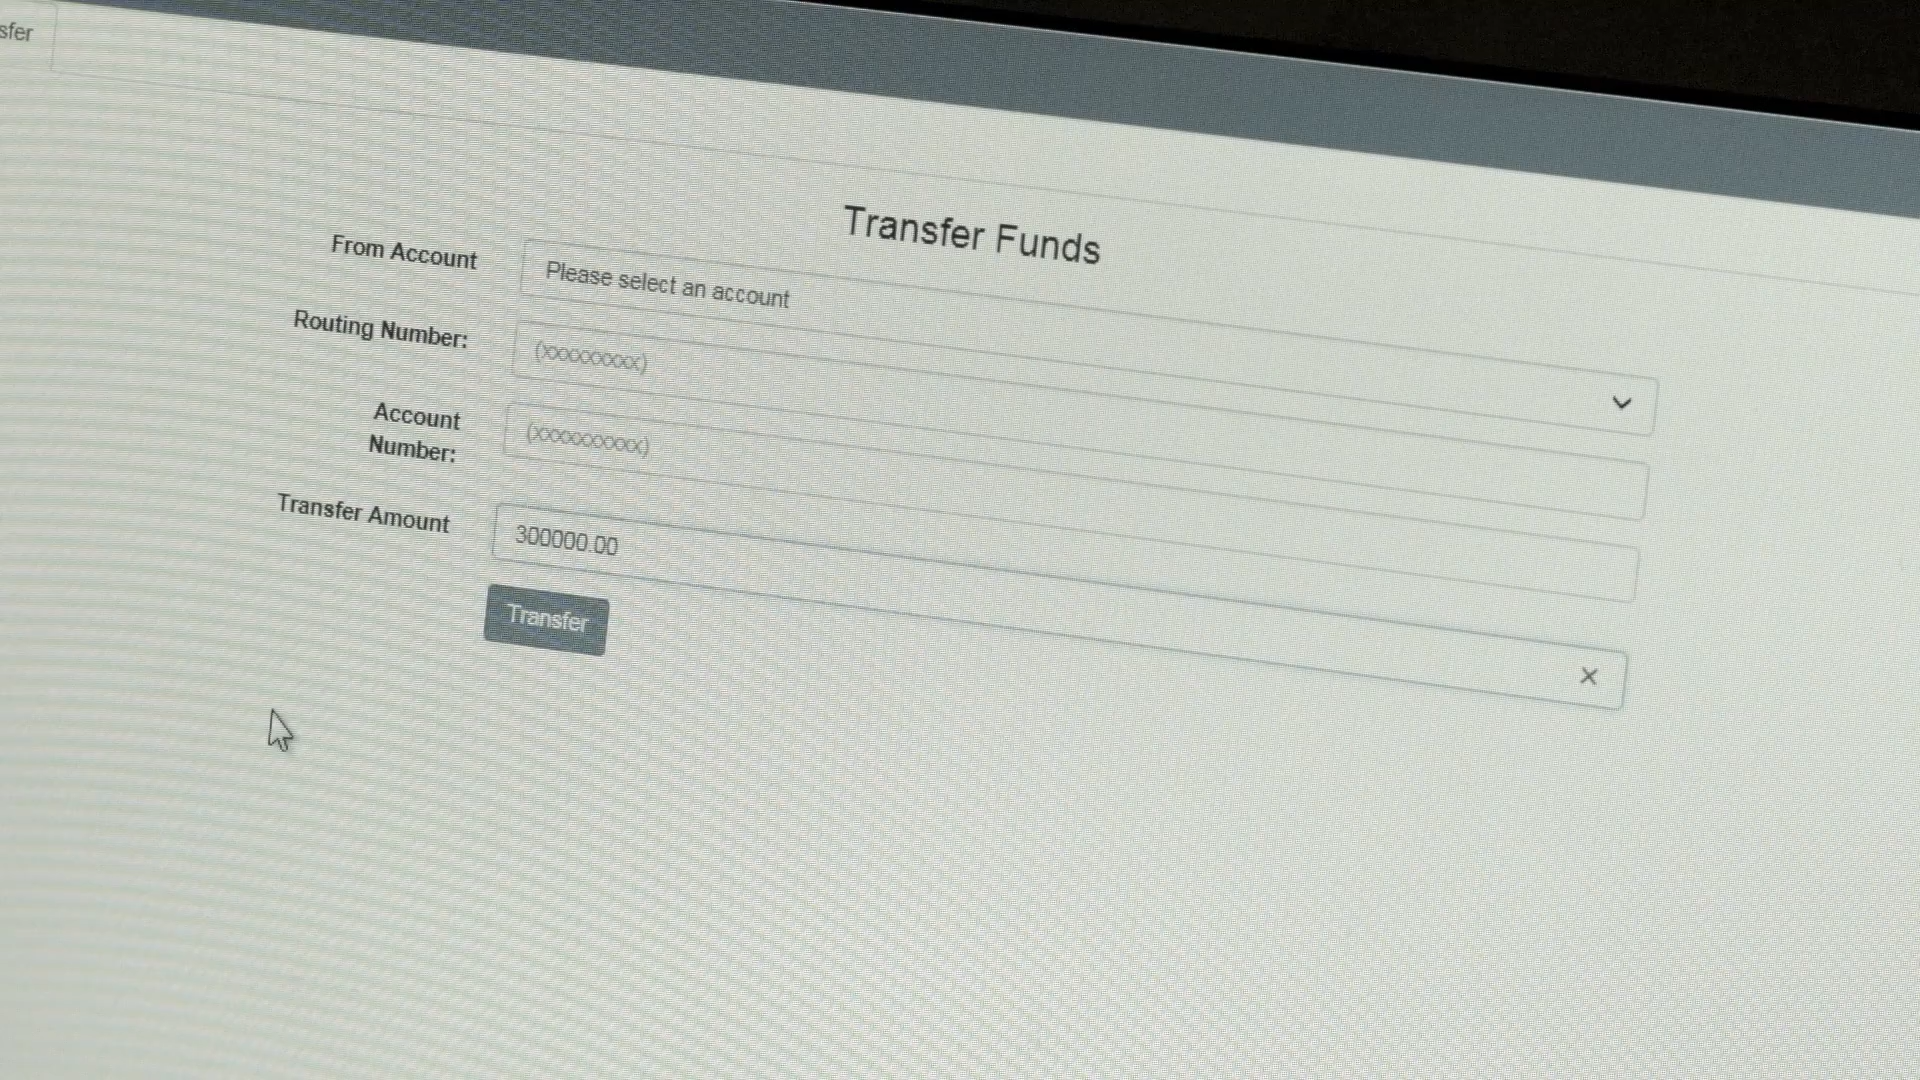 sfer
Transfer Funds
From Account
Please select an account
Routing Number:
(xxxxxxxxx)
Account
Number:
(xxxxxxxxxx)
Transfer Amount
300000.00
Transfer